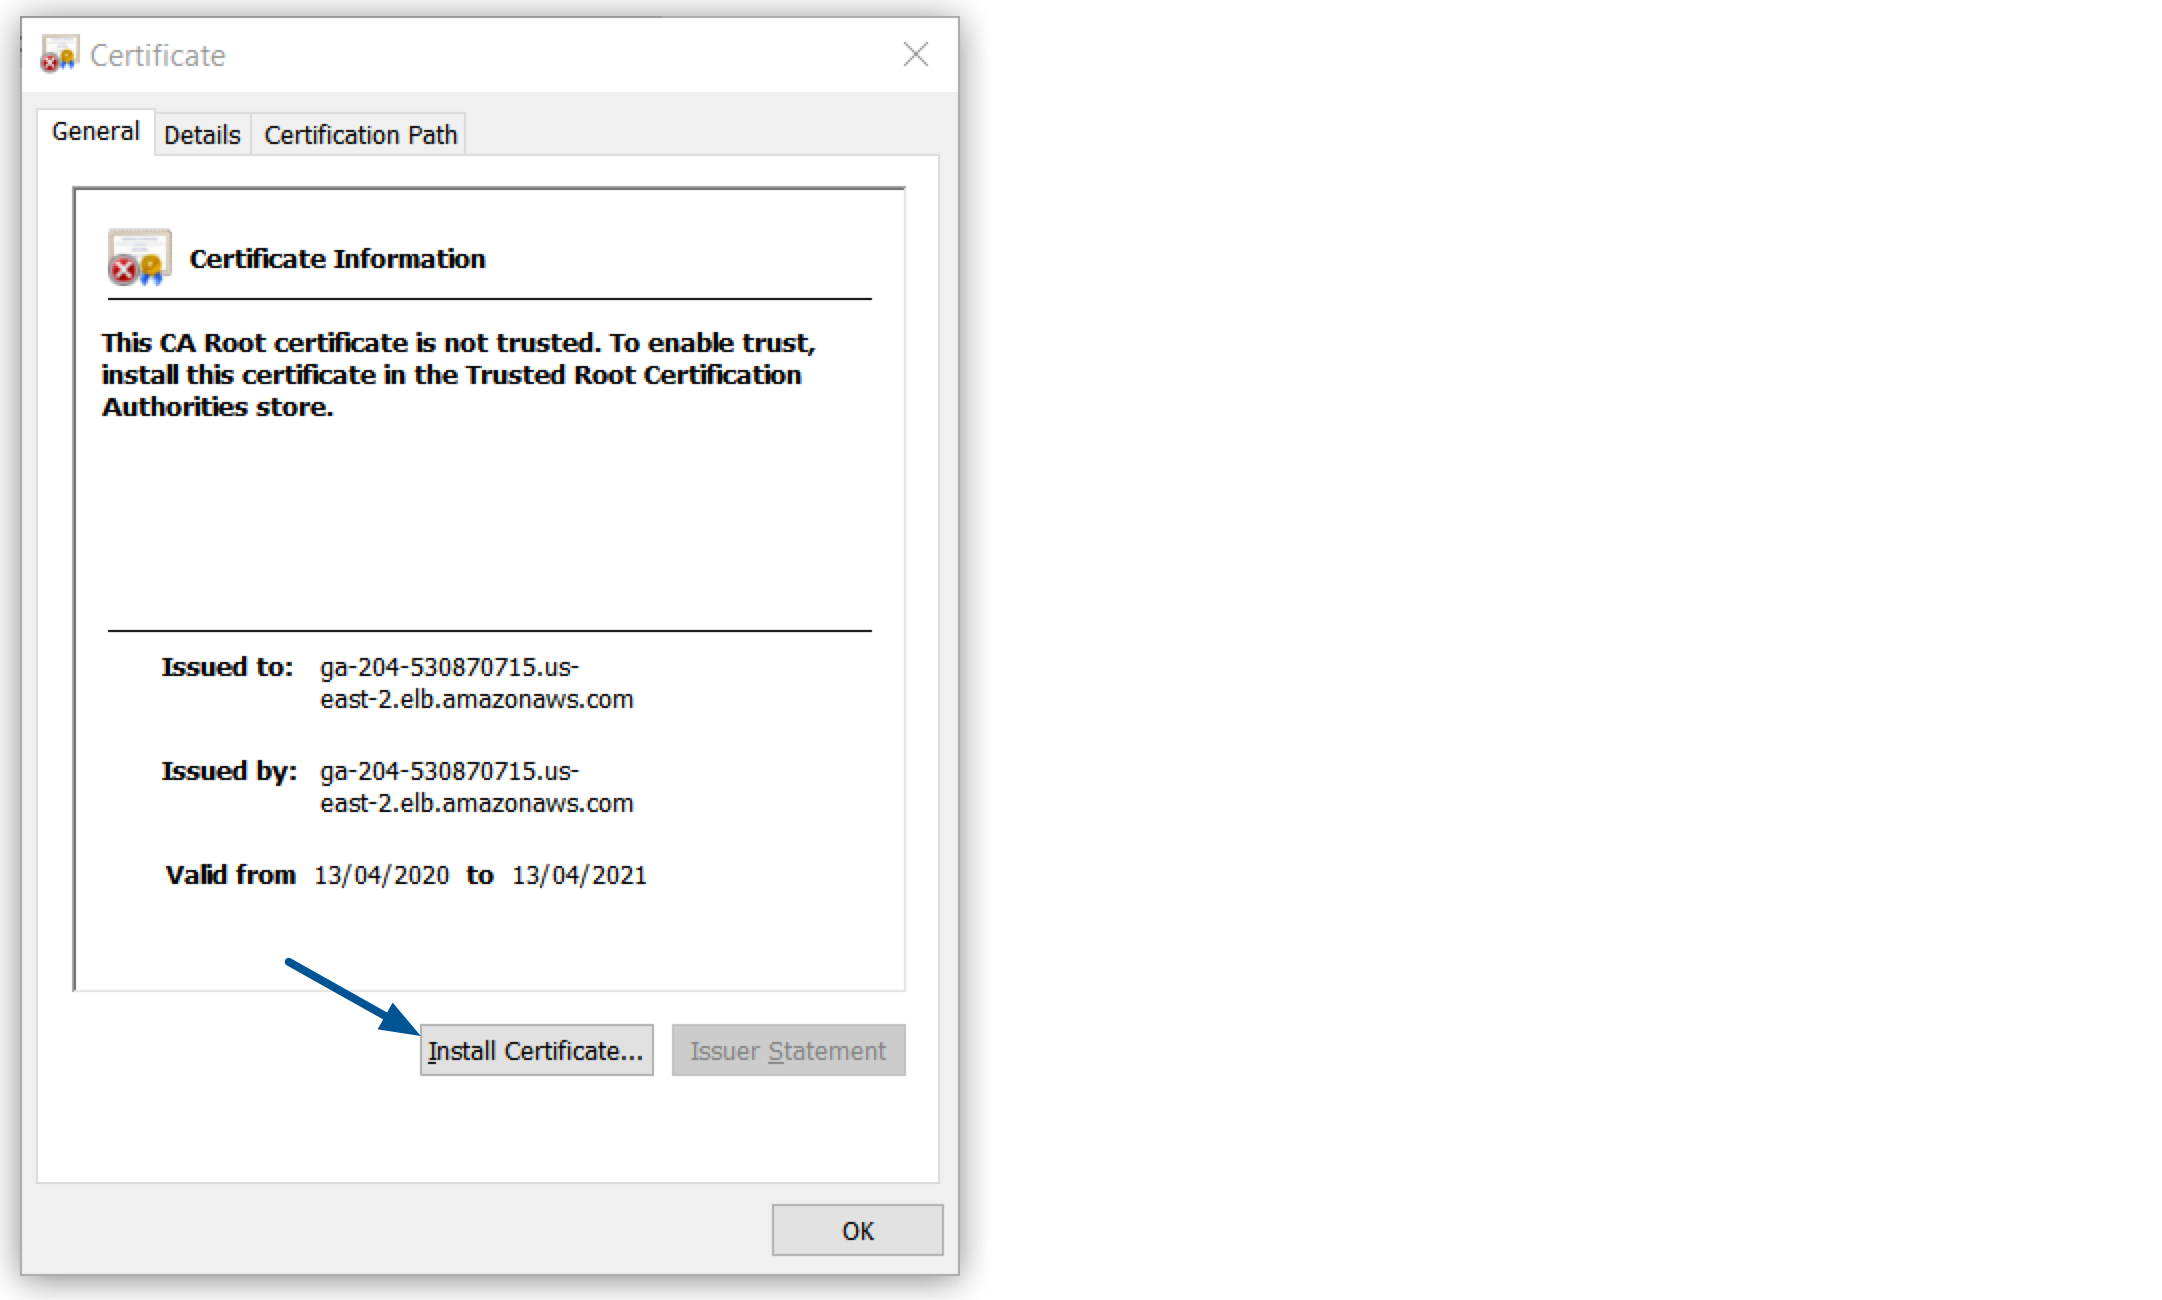 Certificate
General Details Certification Path
Certificate Information
This CA Root certificate is not trusted. To enable trust,
install this certificate in the Trusted Root Certification
Authorities store.
Issued to: ga-204-530870715.us-
east-2.elb.amazonaws.com
Issued by: ga-204-530870715.us-
east-2.elb.amazonaws.com
Valid from 13/04/2020 to 13/04/2021
Install Certificate... Issuer Statement
OK